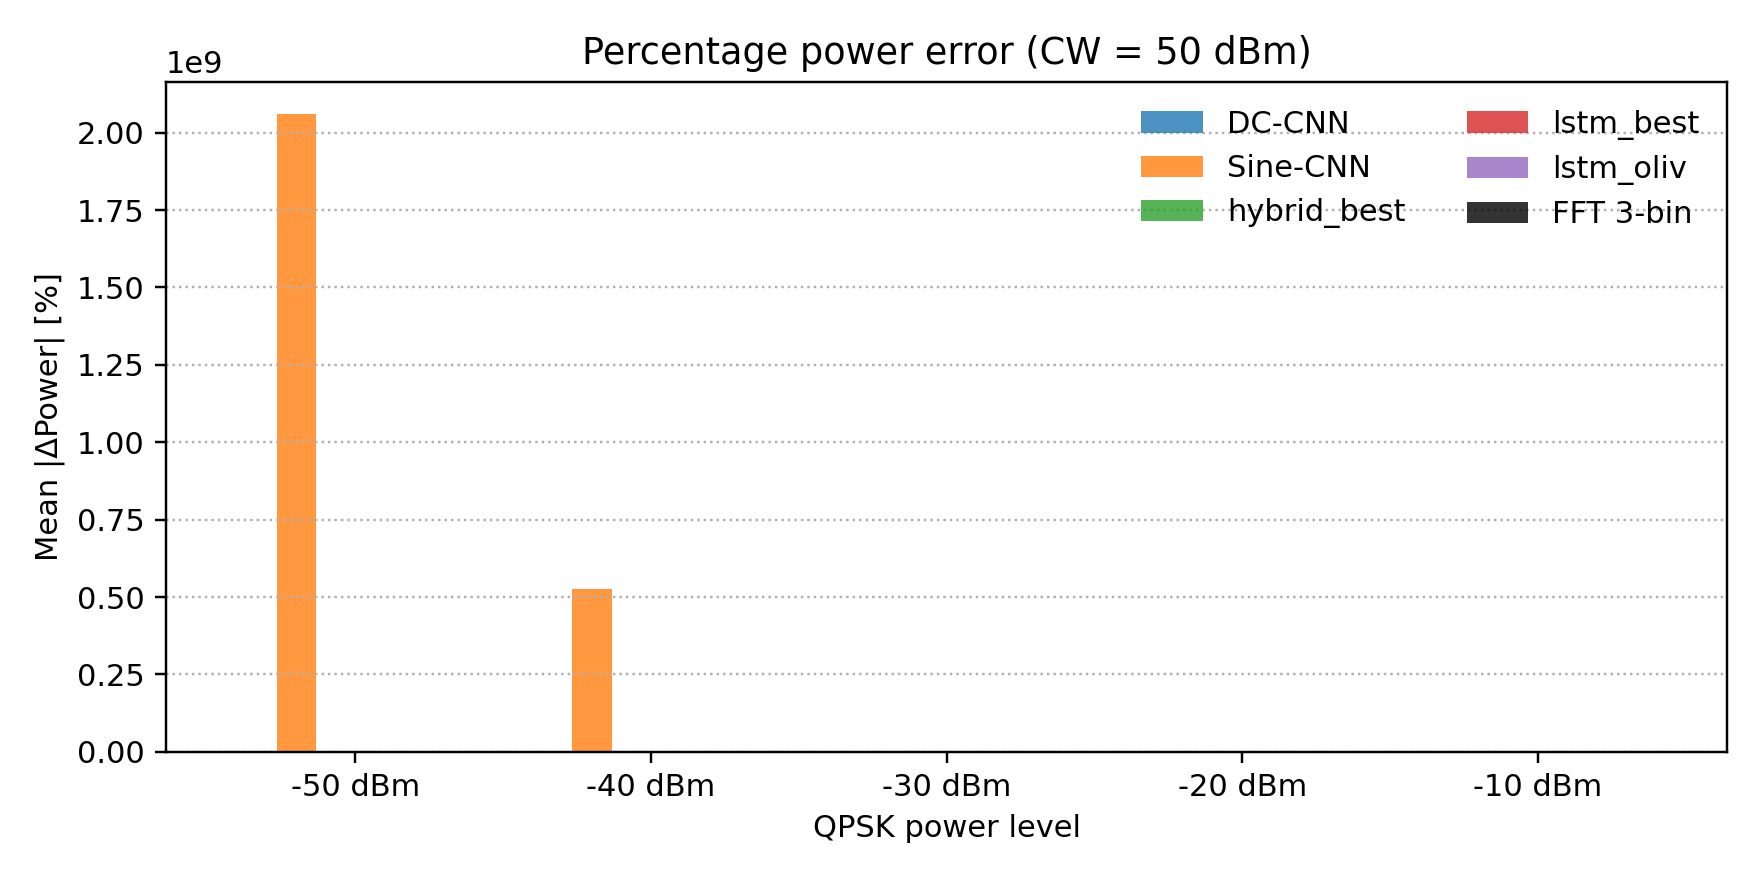 Percentage power error (CW = 50 dBm)
1e9
DC-CNN
Sine-CNN
hybrid_best
lstm_best
lstm_oliv
FFT 3-bin
Mean |ΔPower| [%]
2.00
1.75
1.50
1.25
1.00
0.75
0.50
0.25
0.00
-50 dBm
-40 dBm
-30 dBm
-20 dBm
-10 dBm
QPSK power level